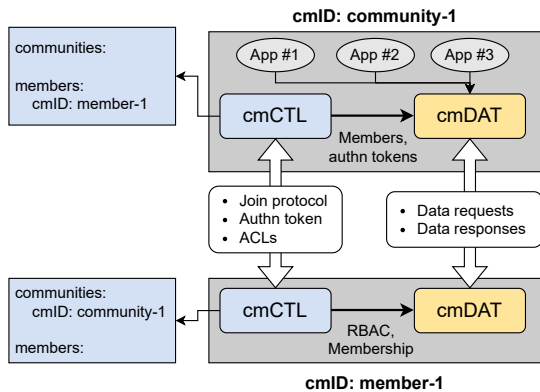 cmID: community-1
communities:
members:
cmID: member-1
App #1
App #2
App #3
cmCTL
cmDAT
Members,
authn tokens
• Join protocol
• Authn token
• ACLs
• Data requests
• Data responses
communities:
cmID: community-1
members:
cmCTL
cmDAT
RBAC,
Membership
cmID: member-1